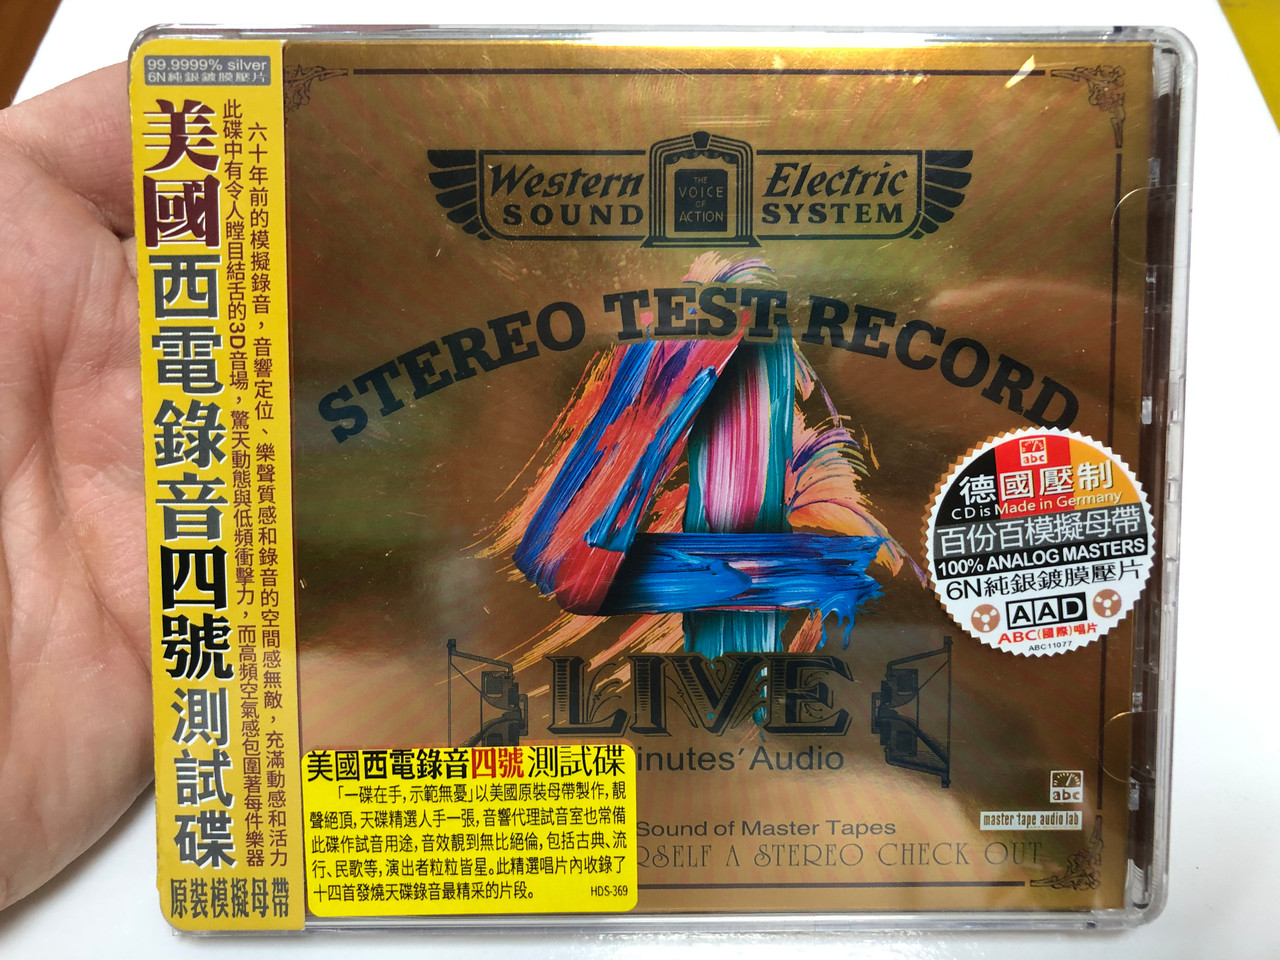 99.9999% silver
6N純銀鍍膜壓片
美國西電錄音四號測試碟
原裝模擬母帶
六十年前的模擬錄音，音響定位、樂聲質感和錄音的空間感無敵，充滿動感和活力
此碟中有令人瞠目結舌的3D音場，驚天動態與低頻衝擊力，而高頻空氣感包圍著每件樂器
Western Electric
SOUND SYSTEM
THE
VOICE
OF
ACTION
STEREO TEST RECORD
4
LIVE
inutes' Audio
Sound of Master Tapes
RSELF A STEREO CHECK OUT
abc
master tape audio lab
abc
德國壓制
CD is Made in Germany
百份百模擬母帶
100% ANALOG MASTERS
6N純銀鍍膜壓片
AAD
ABC(國際)唱片
ABC11077
美國西電錄音四號測試碟
「一碟在手，示範無憂」以美國原裝母帶製作，靚
聲絕頂，天碟精選人手一張，音響代理試音室也常備
此碟作試音用途，音效靚到無比絕倫，包括古典、流
行、民歌等，演出者粒粒皆星。此精選唱片內收錄了
十四首發燒天碟錄音最精采的片段。
HDS-369